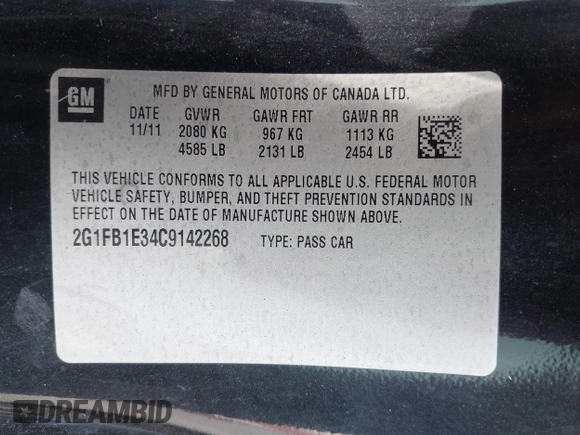 GM
MFD BY GENERAL MOTORS OF CANADA LTD.
DATE GVWR GAWR FRT GAWR RR
11/11 2080 KG 967 KG 1113 KG
4585 LB 2131 LB 2454 LB
THIS VEHICLE CONFORMS TO ALL APPLICABLE U.S. FEDERAL MOTOR
VEHICLE SAFETY, BUMPER, AND THEFT PREVENTION STANDARDS IN
EFFECT ON THE DATE OF MANUFACTURE SHOWN ABOVE.
2G1FB1E34C9142268 TYPE: PASS CAR
DREAMBID